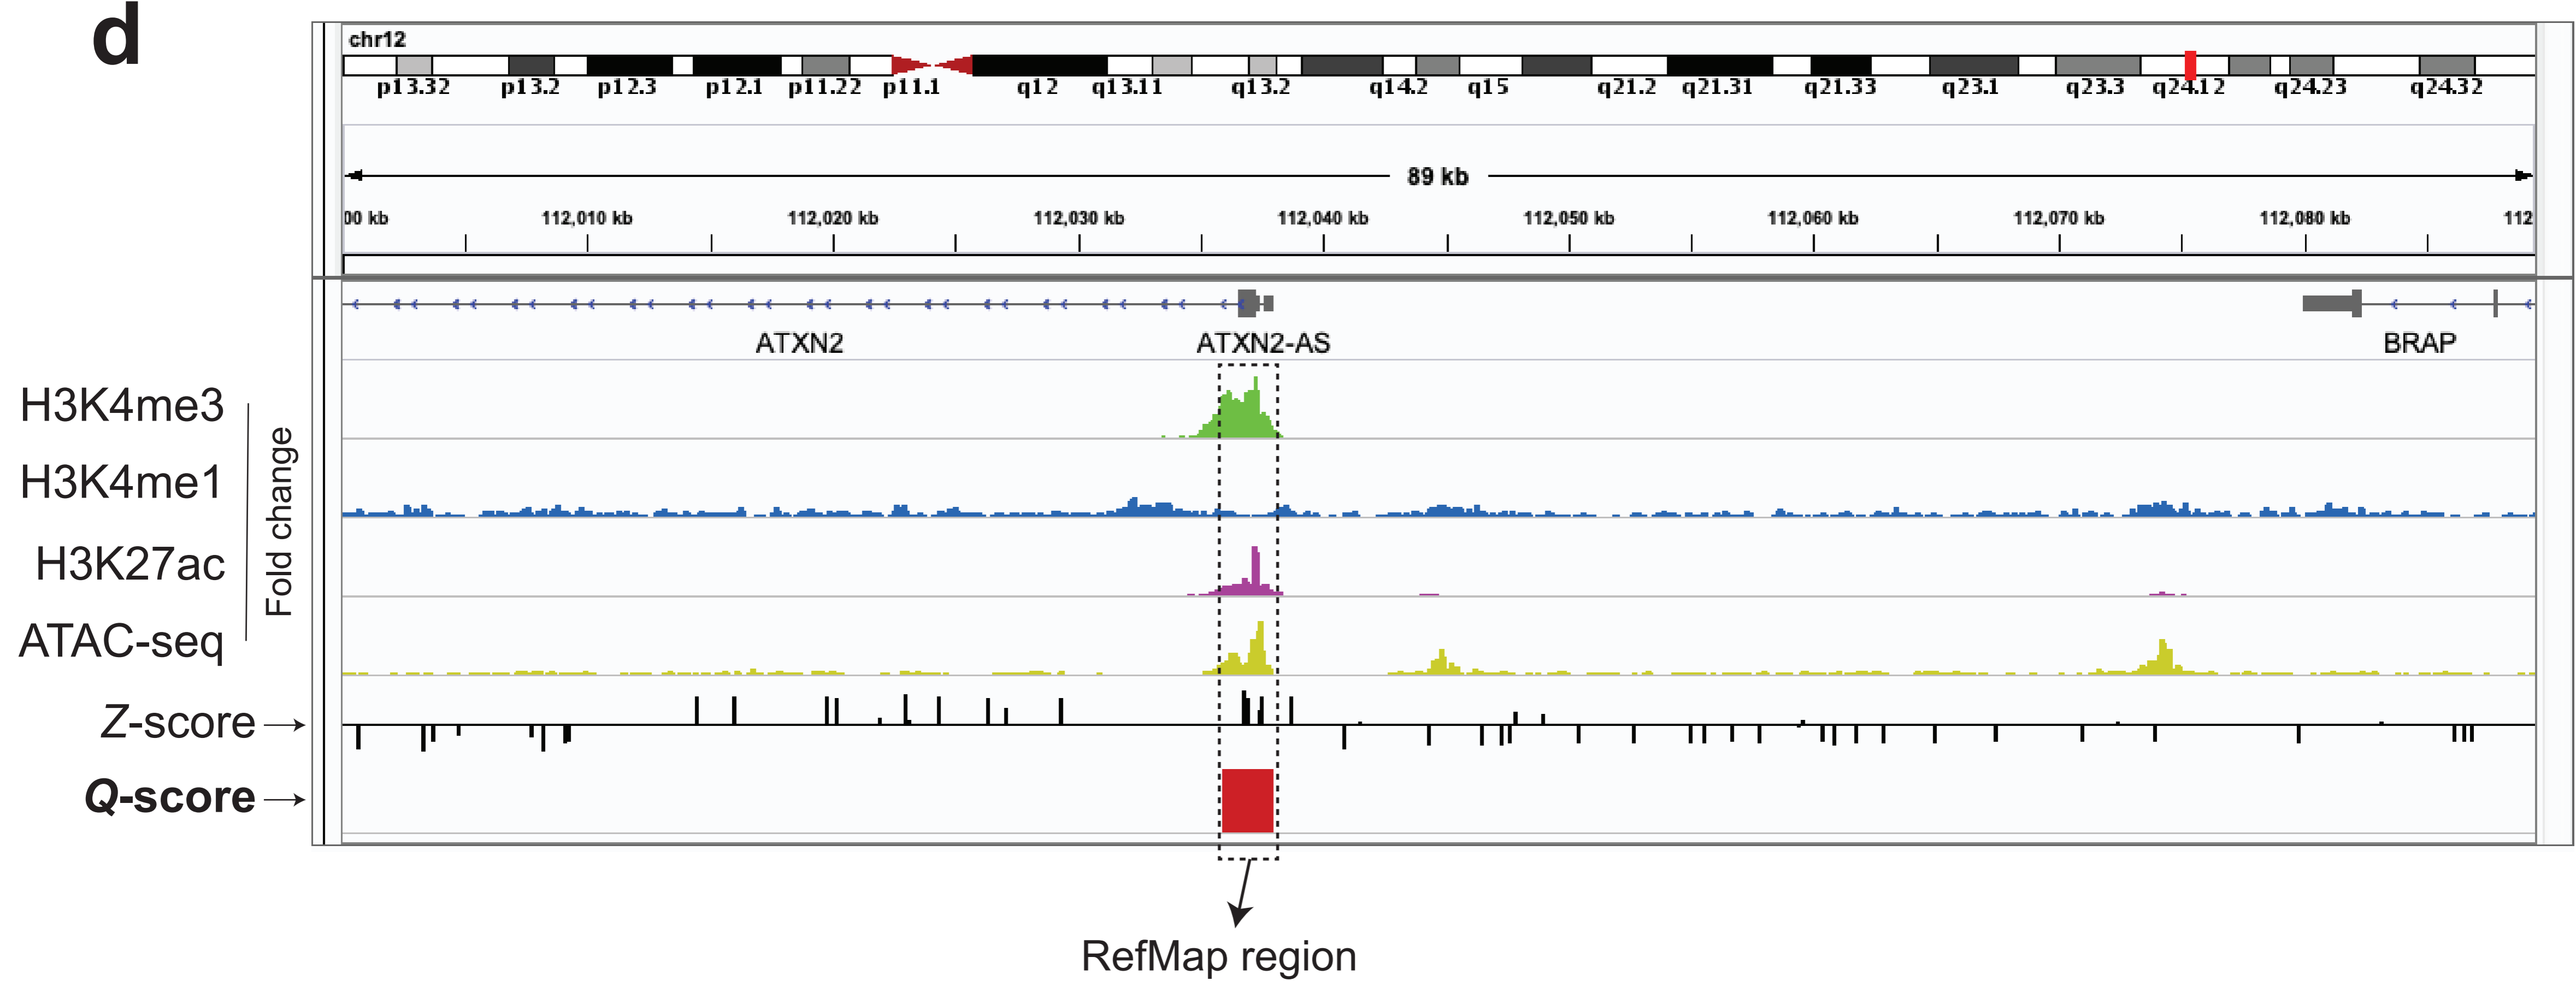 d
chr12
p13.32 p13.2 p12.3 p12.1 p11.22 p11.1 q12 q13.11 q13.2 q14.2 q15 q21.2 q21.31 q21.33 q23.1 q23.3 q24.12 q24.23 q24.32
89 kb
00 kb 112,010 kb 112,020 kb 112,030 kb 112,040 kb 112,050 kb 112,060 kb 112,070 kb 112,080 kb 112
ATXN2 ATXN2-AS BRAP
H3K4me3
H3K4me1
H3K27ac
ATAC-seq
Fold change
Z-score
Q-score
RefMap region